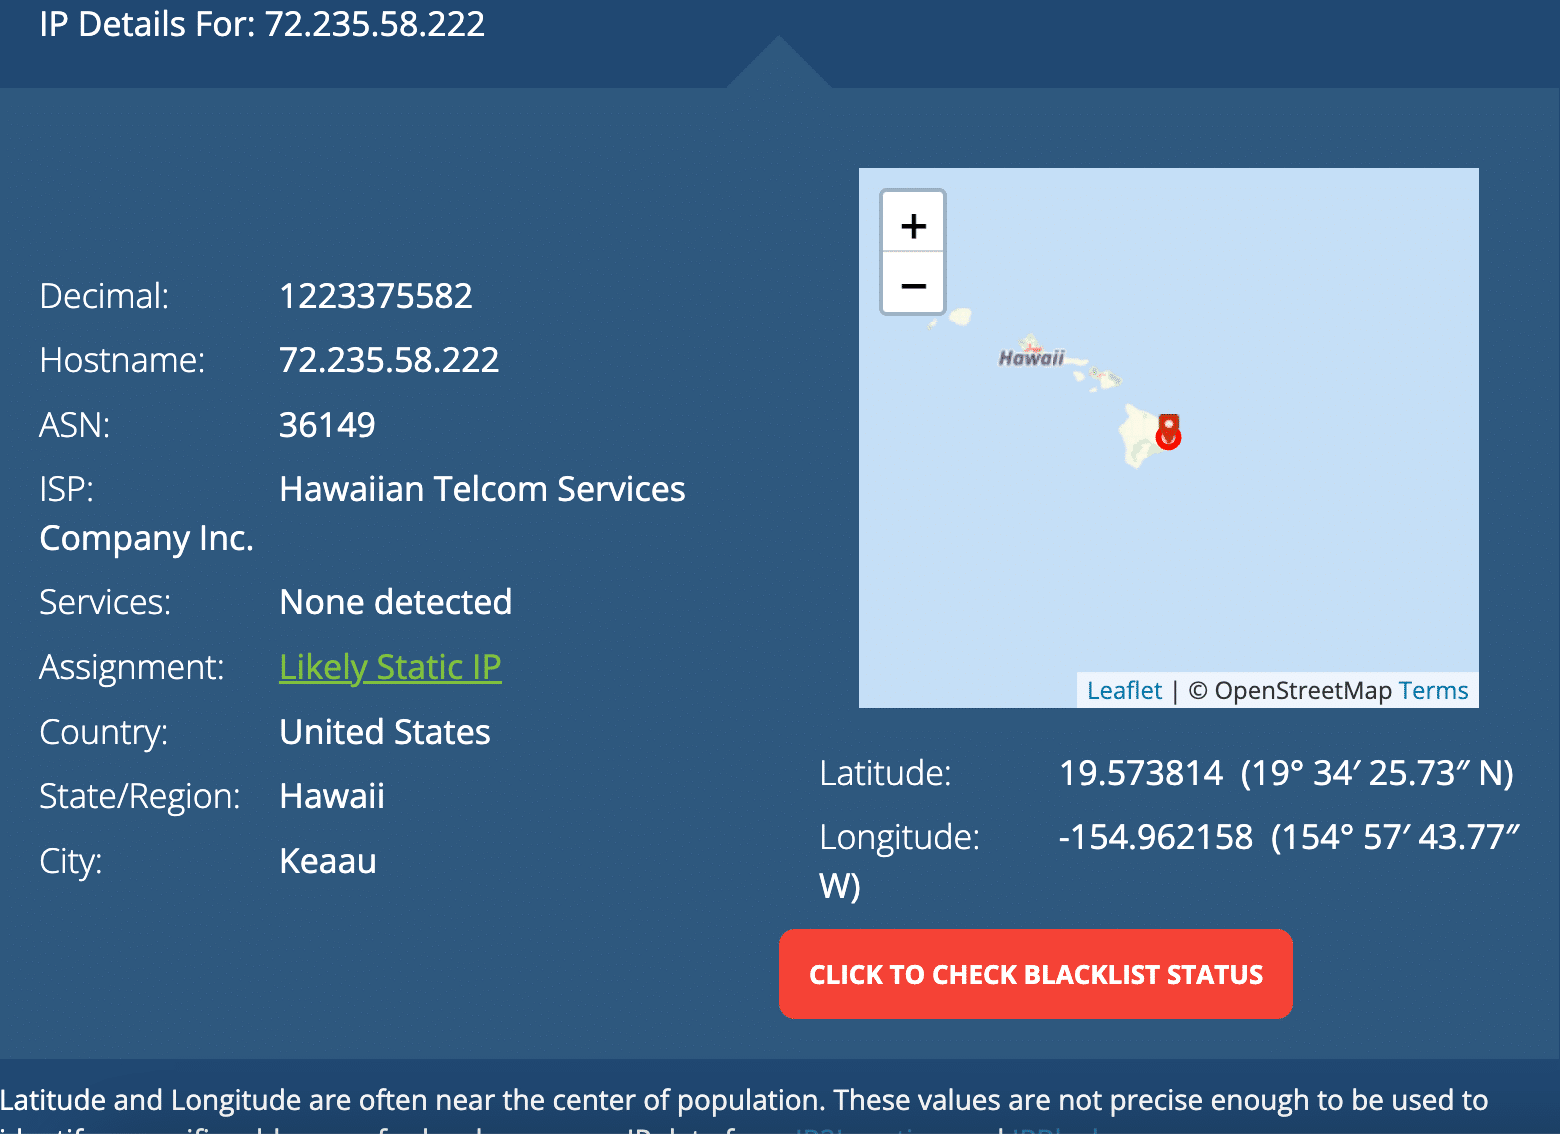 IP Details For: 72.235.58.222
Decimal: 1223375582
Hostname: 72.235.58.222
ASN: 36149
ISP: Hawaiian Telcom Services
Company Inc.
Services: None detected
Assignment: Likely Static IP
Country: United States
State/Region: Hawaii
City: Keaau
+
−
Hawaii
Leaflet | © OpenStreetMap Terms
Latitude: 19.573814 (19° 34′ 25.73″ N)
Longitude: -154.962158 (154° 57′ 43.77″
W)
CLICK TO CHECK BLACKLIST STATUS
Latitude and Longitude are often near the center of population. These values are not precise enough to be used to